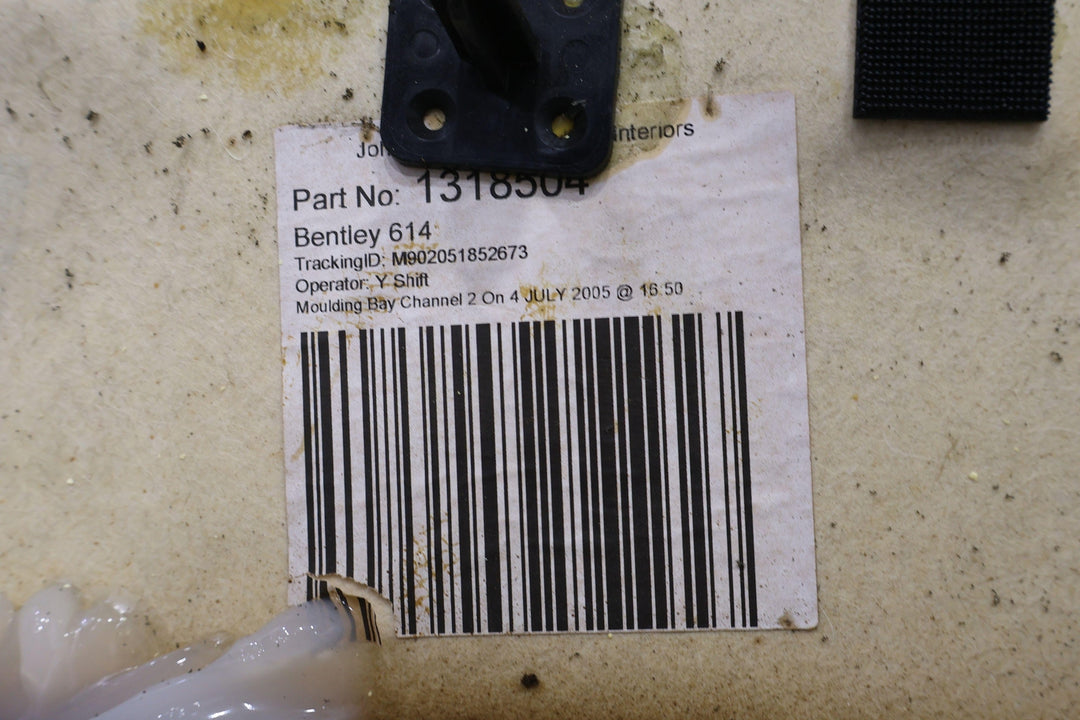 interiors
Part No: 1318504
Bentley 614
TrackingID: M902051852673
Operator: Y Shift
Moulding Bay Channel 2 On 4 JULY 2005 @ 16:50